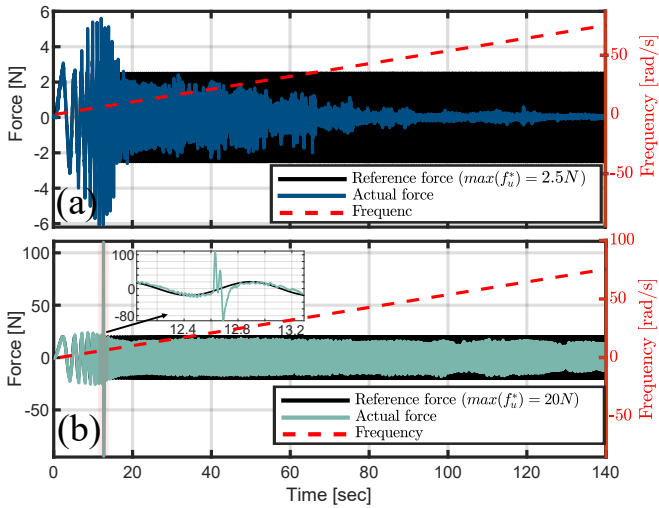 6
4
2
0
-2
-4
-6
Force [N]
(a)
50
0
-50
Frequency [rad/s]
Reference force (max(f*u) = 2.5N)
Actual force
Frequenc
100
50
0
-50
Force [N]
(b)
100
0
-80
12.4
12.8
13.2
100
50
0
-50
Frequency [rad/s]
Reference force (max(f*u) = 20N)
Actual force
Frequency
0
20
40
60
80
100
120
140
Time [sec]